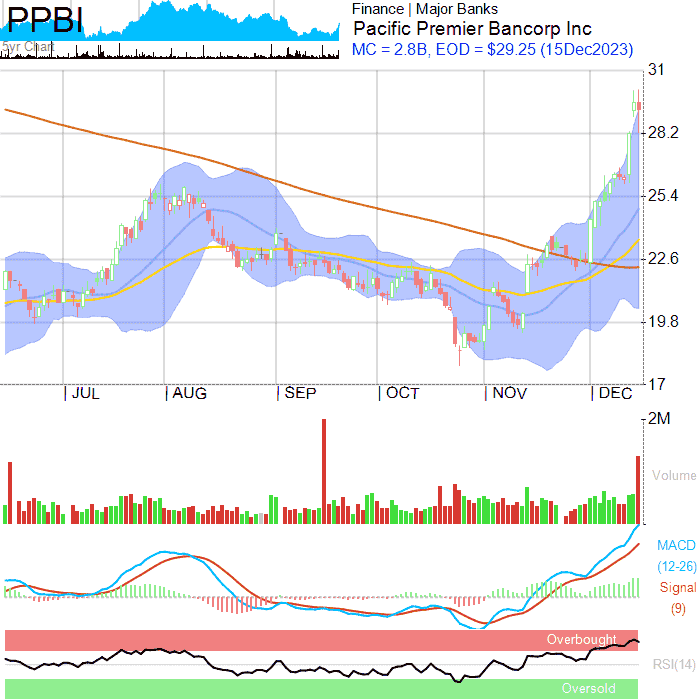 PPBI
5yr Chart
Finance | Major Banks
Pacific Premier Bancorp Inc
MC = 2.8B, EOD = $29.25 (15Dec2023)
31
28.2
25.4
22.6
19.8
17
JUL AUG SEP OCT NOV DEC
2M
Volume
MACD
(12-26)
Signal
(9)
Overbought
RSI(14)
Oversold